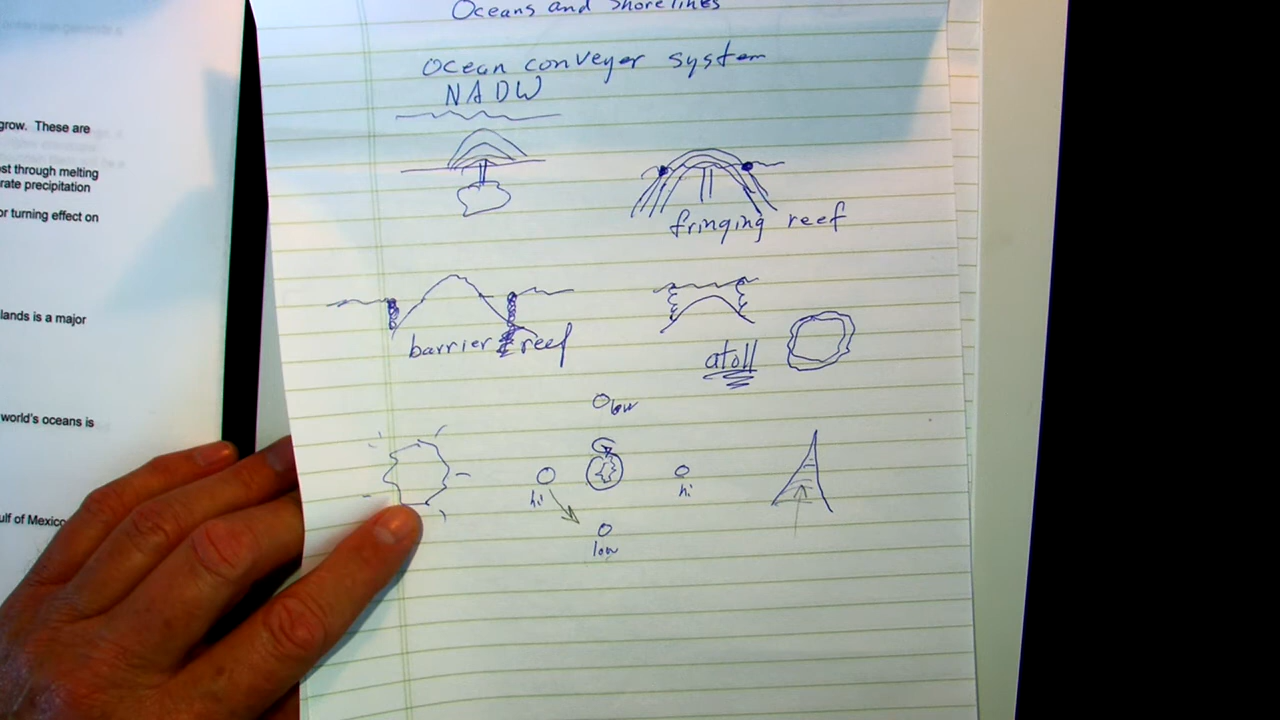 Oceans and Shorelines
Ocean conveyer system
NADW
fringing reef
barrier reef
atoll
low
hi
hi
low
grow. These are
st through melting
rate precipitation
or turning effect on
lands is a major
world's oceans is
ulf of Mexico